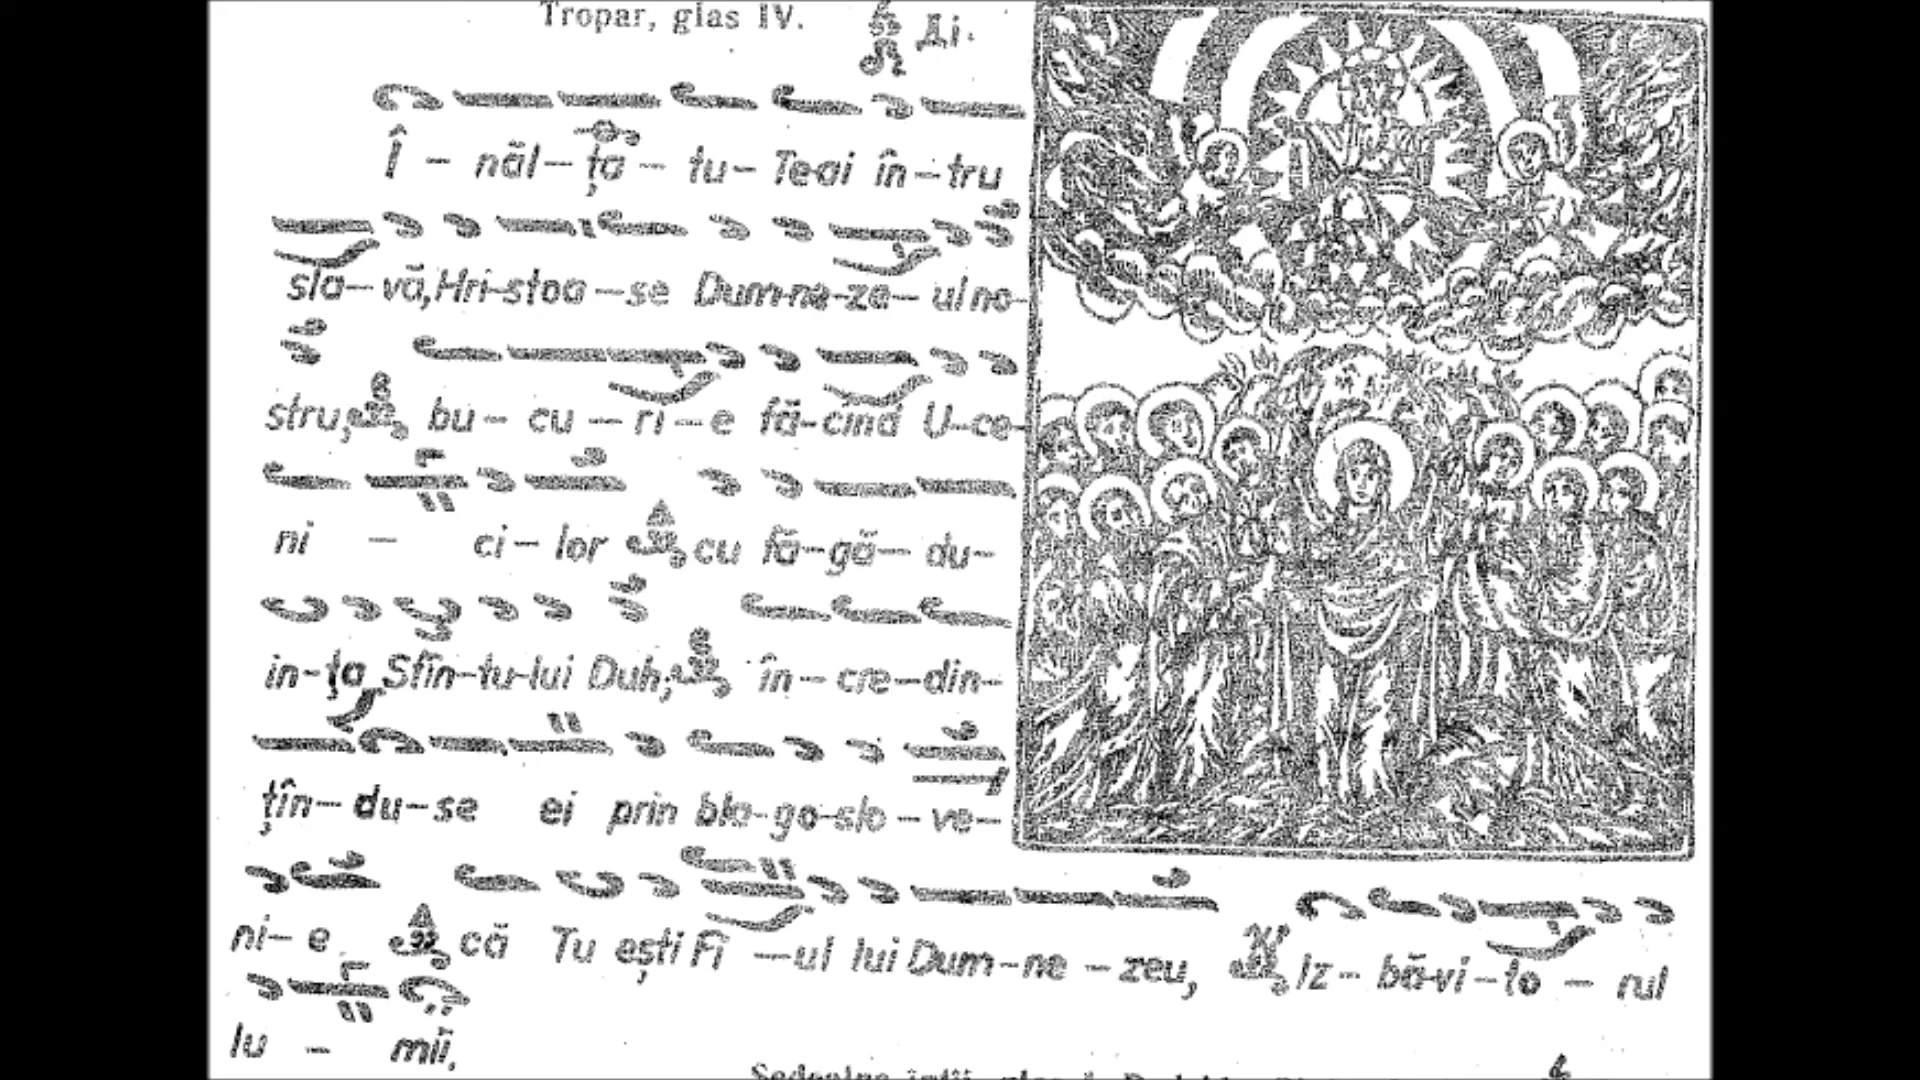 Tropar, glas IV. Дi.
Î – năl – ța – tu – Te-ai în – tru
sla – vă, Hri-stoa – se Dum-ne-ze – ul no-
stru, bu – cu – ri – e fă-cînd U-ce-
ni – ci – lor cu fă-gă- du-
in-ța Sfîn-tu-lui Duh; în – cre – din-
țîn- du-se ei prin bla-go-slo – ve-
ni- e că Tu ești Fi – ul lui Dum-ne – zeu, Iz- bă-vi-to – rul
lu – mii,